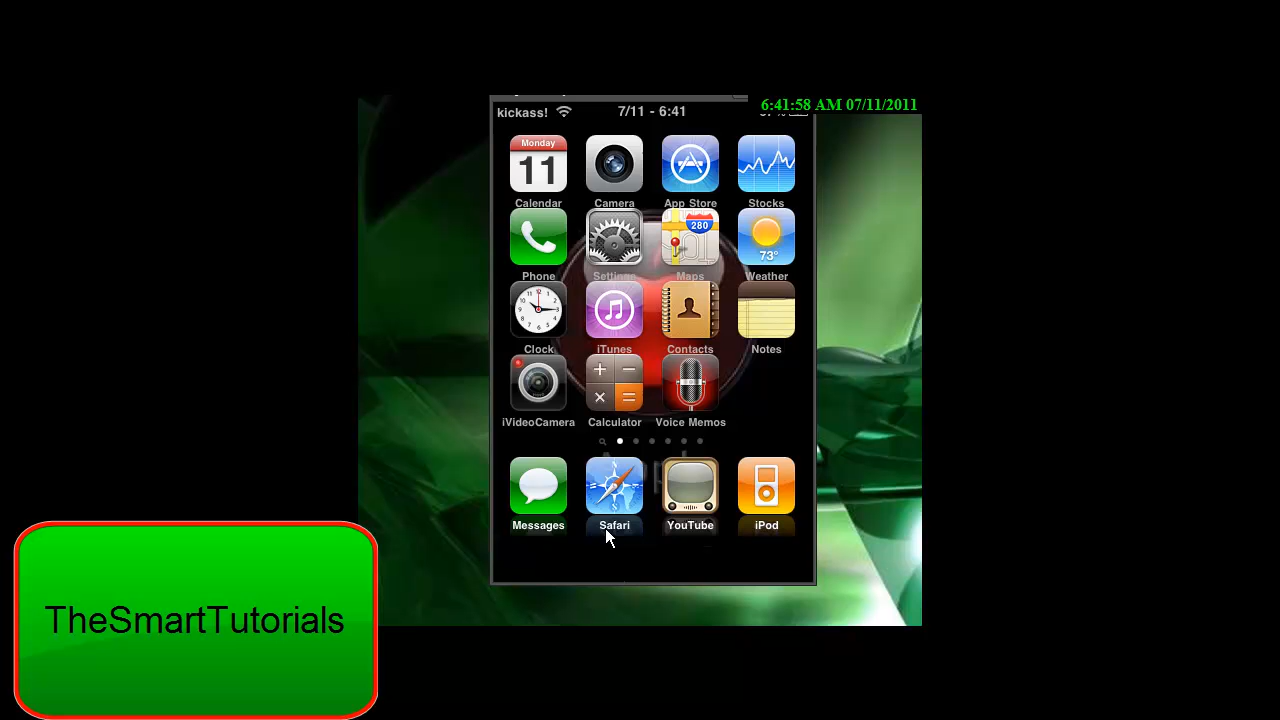 6:41:58 AM 07/11/2011
kickass! 7/11 - 6:41
Monday
11
Calendar Camera App Store Stocks
280
73°
Phone Settings Maps Weather
Clock iTunes Contacts Notes
iVideoCamera Calculator Voice Memos
Messages Safari YouTube iPod
TheSmartTutorials